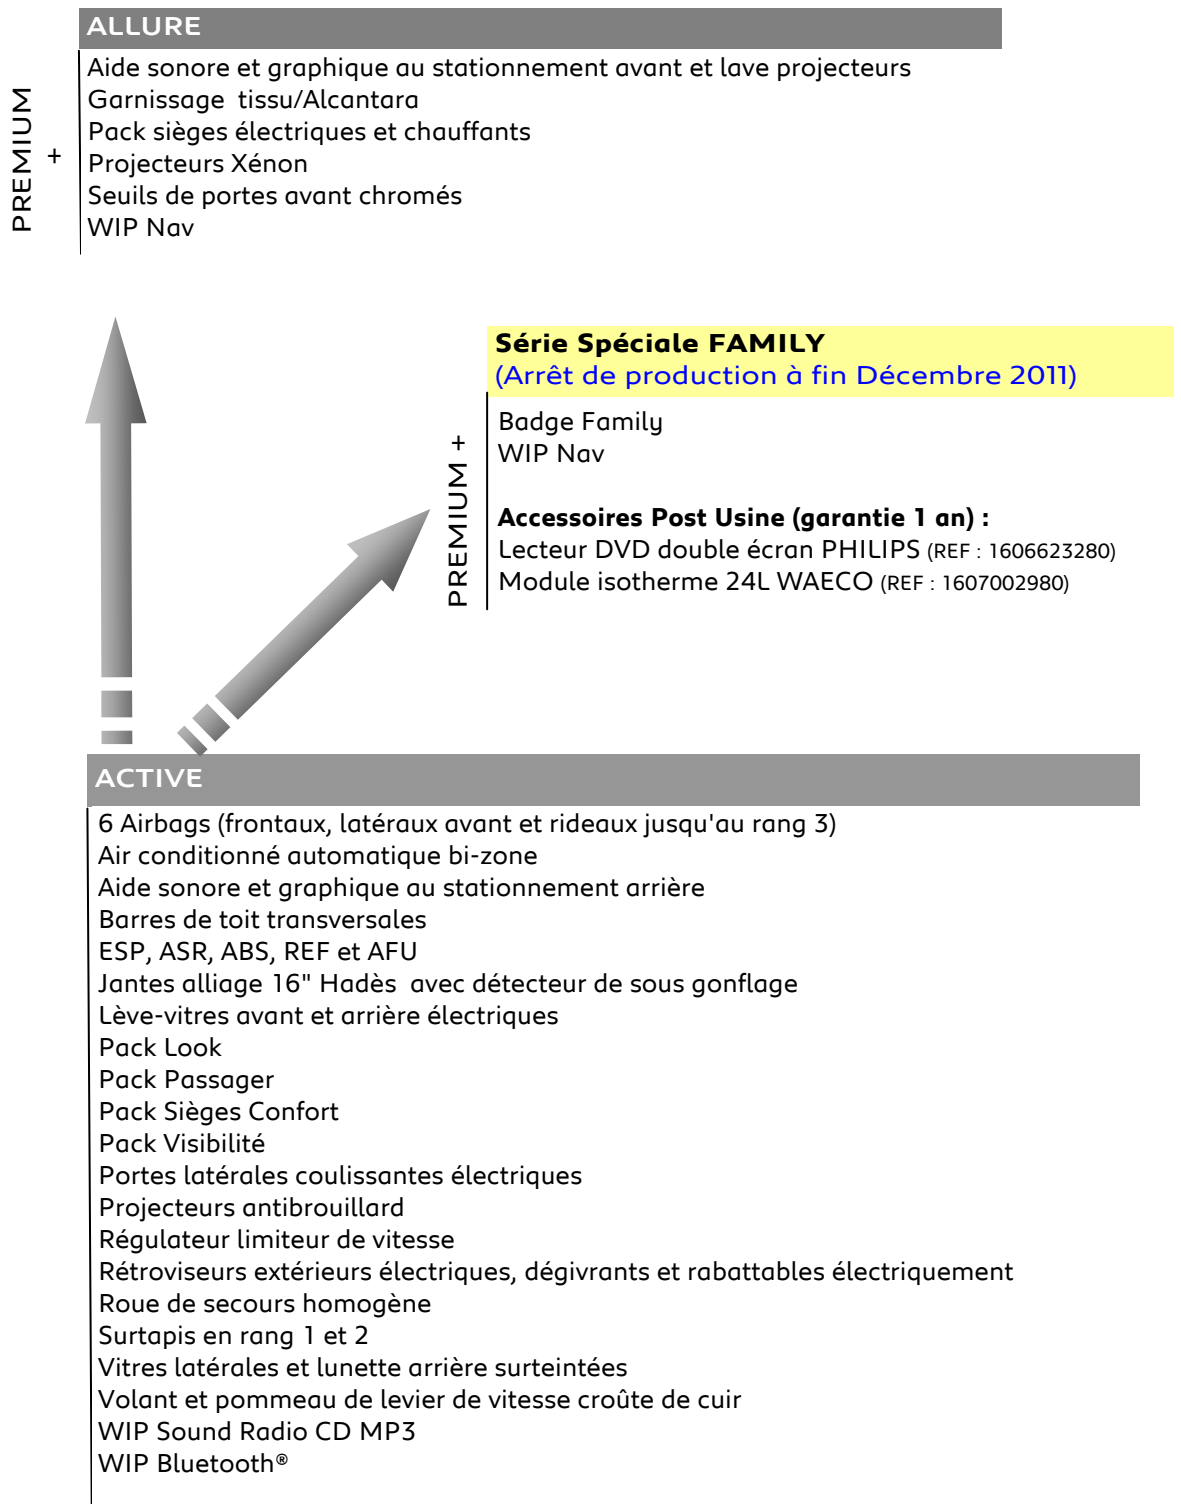 ALLURE
PREMIUM
+
Aide sonore et graphique au stationnement avant et lave projecteurs
Garnissage  tissu/Alcantara
Pack sièges électriques et chauffants
Projecteurs Xénon
Seuils de portes avant chromés
WIP Nav
Série Spéciale FAMILY
(Arrêt de production à fin Décembre 2011)
PREMIUM +
Badge Family
WIP Nav
Accessoires Post Usine (garantie 1 an) :
Lecteur DVD double écran PHILIPS (REF : 1606623280)
Module isotherme 24L WAECO (REF : 1607002980)
ACTIVE
6 Airbags (frontaux, latéraux avant et rideaux jusqu'au rang 3)
Air conditionné automatique bi-zone
Aide sonore et graphique au stationnement arrière
Barres de toit transversales
ESP, ASR, ABS, REF et AFU
Jantes alliage 16" Hadès  avec détecteur de sous gonflage
Lève-vitres avant et arrière électriques
Pack Look
Pack Passager
Pack Sièges Confort
Pack Visibilité
Portes latérales coulissantes électriques
Projecteurs antibrouillard
Régulateur limiteur de vitesse
Rétroviseurs extérieurs électriques, dégivrants et rabattables électriquement
Roue de secours homogène
Surtapis en rang 1 et 2
Vitres latérales et lunette arrière surteintées
Volant et pommeau de levier de vitesse croûte de cuir
WIP Sound Radio CD MP3
WIP Bluetooth®